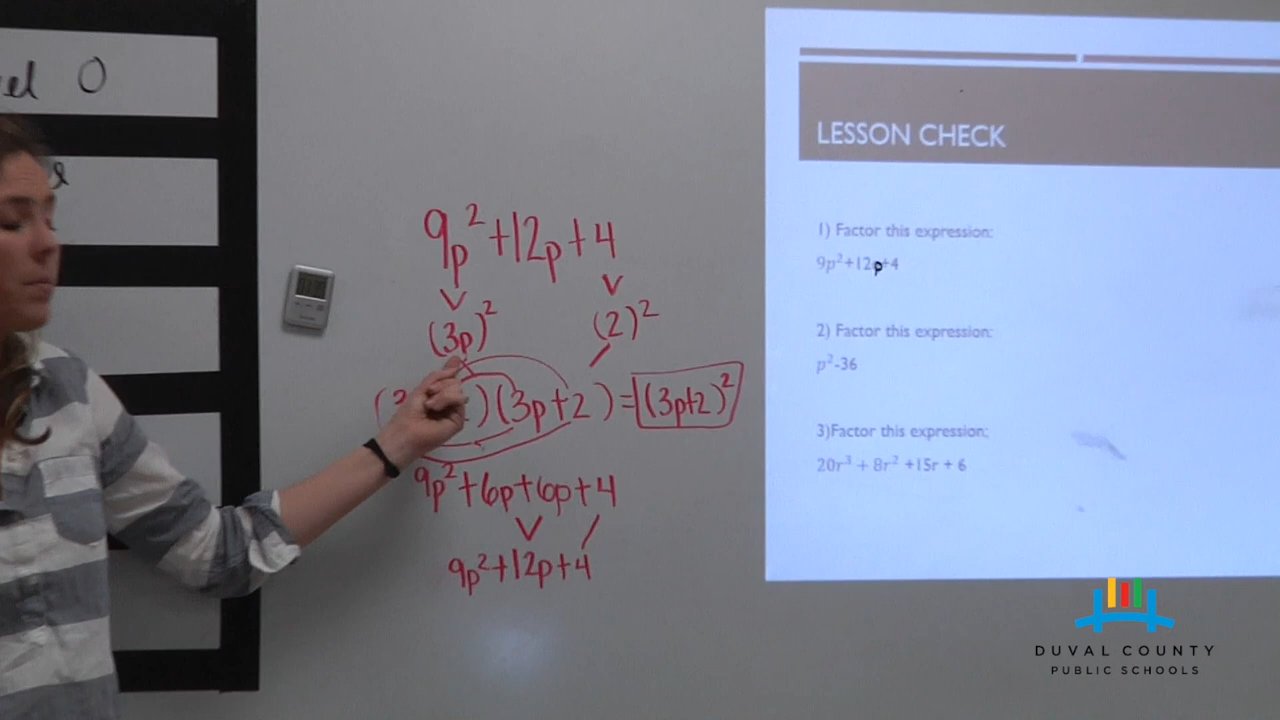 el O
9p²+12p+4
(3p)² (2)²
)(3p+2)=(3p+2)²
9p²+6p+6p+4
9p²+12p+4
LESSON CHECK
1) Factor this expression:
9p²+12p+4
2) Factor this expression:
p²-36
3)Factor this expression;
20r³ + 8r² +15r + 6
DUVAL COUNTY
PUBLIC SCHOOLS